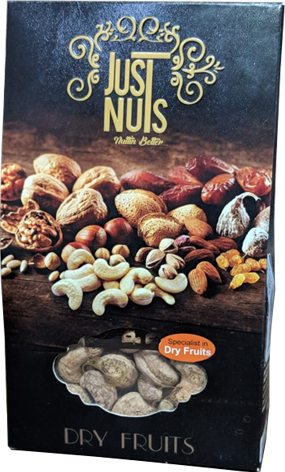 JUST
NUTS
Nuttin Better
Specialist in
Dry Fruits
DRY FRUITS